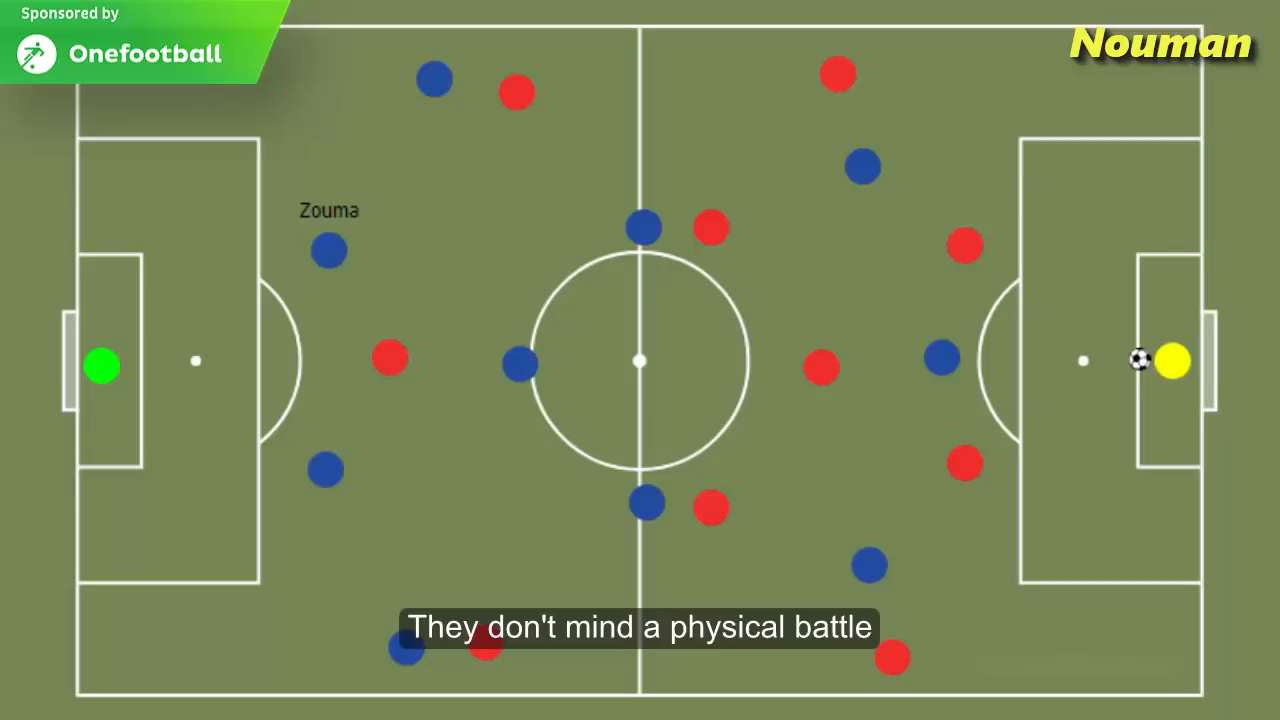 Sponsored by
Onefootball
Nouman
Zouma
They don't mind a physical battle